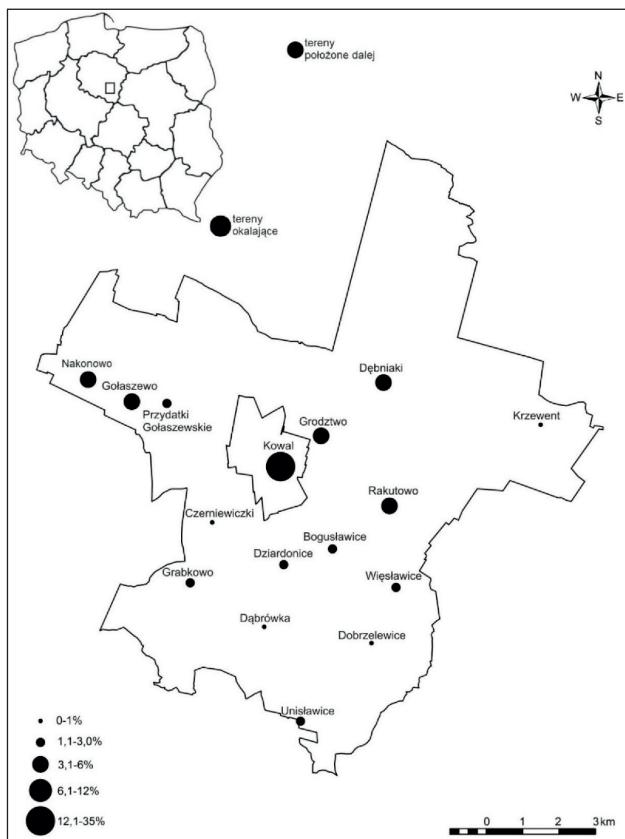 tereny
położone dalej
N
W E
S
tereny
okalające
Nakonowo
Dębniaki
Gołaszewo
Przydatki
Gołaszewskie
Krzewent
Grodztwo
Kowal
Rakutowo
Czerniewiczki
Bogusławice
Dziardonice
Grabkowo
Więsławice
Dąbrówka
Dobrzelewice
Unisławice
0-1%
1,1-3,0%
3,1-6%
6,1-12%
12,1-35%
0 1 2 3 km